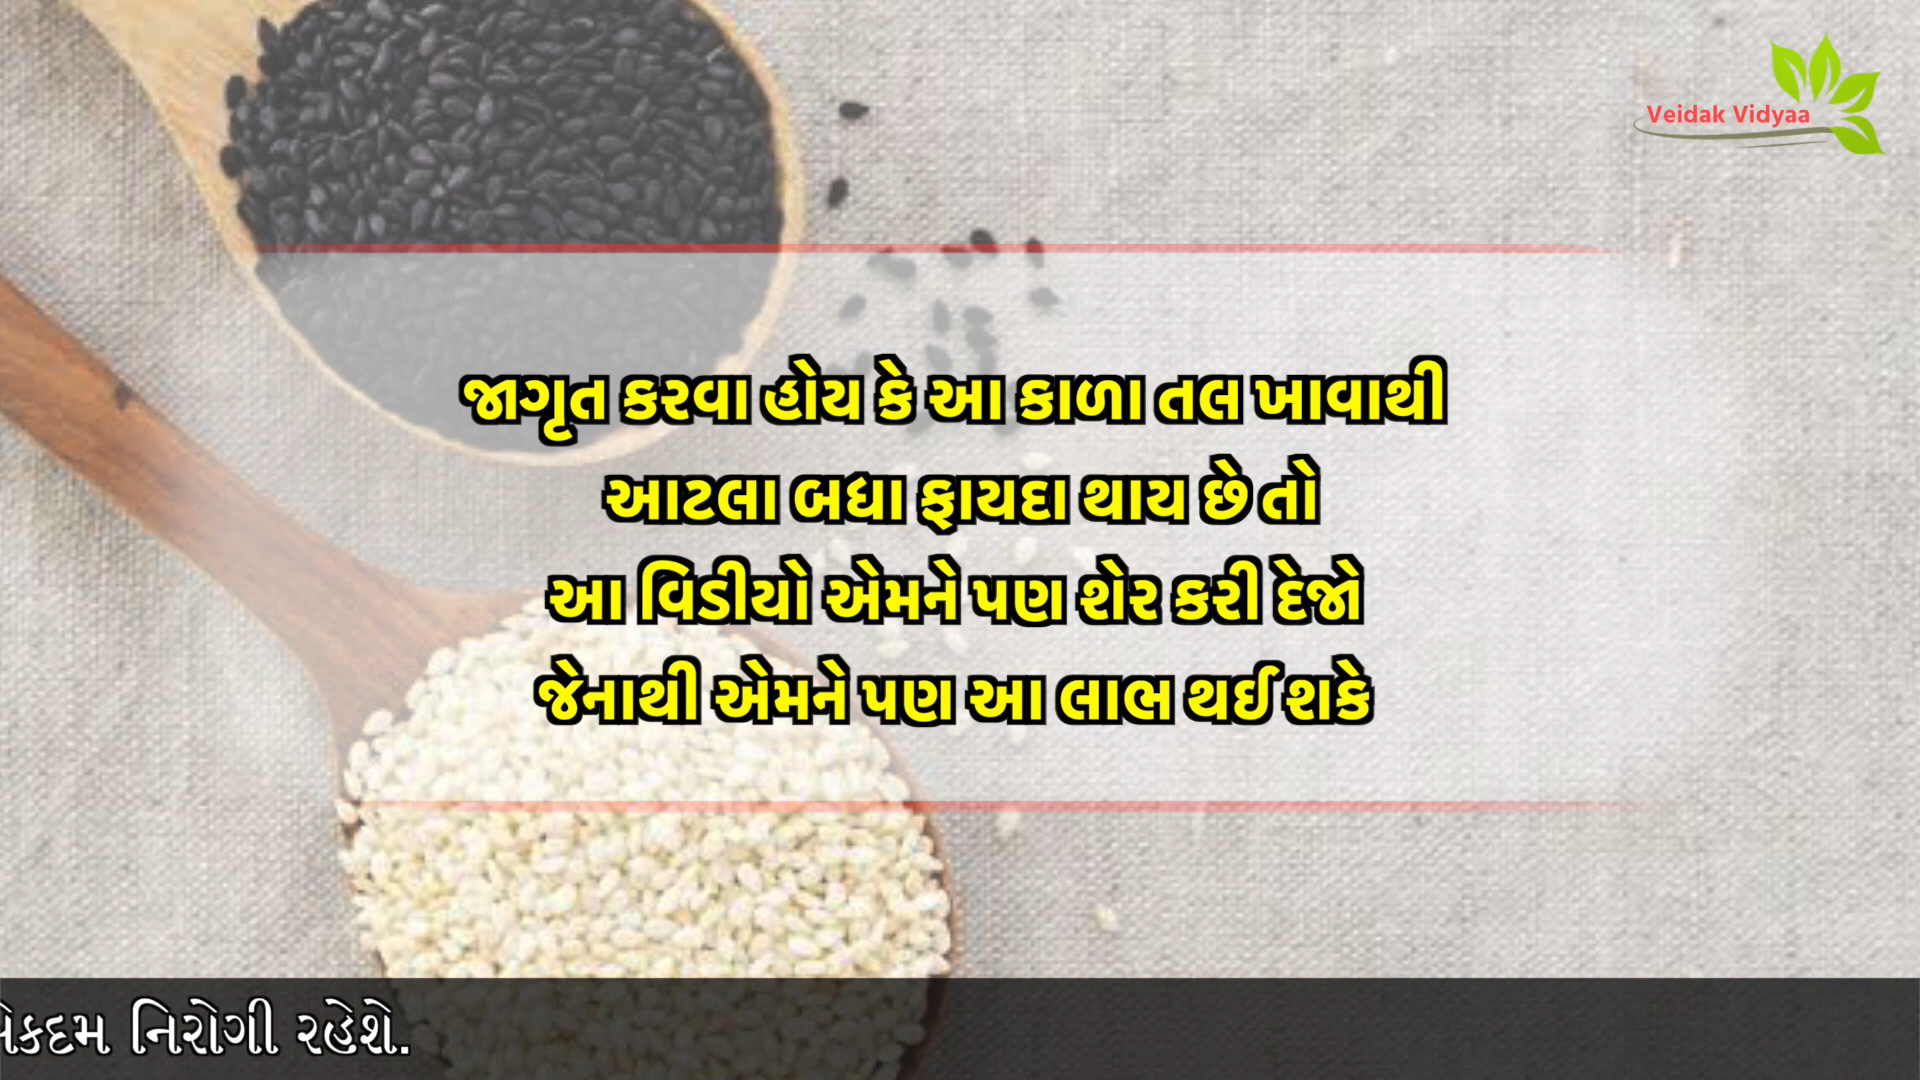 Veidak Vidyaa
જાગૃત કરવા હોય કે આ કાળા તલ ખાવાથી
આટલા બધા ફાયદા થાય છે તો
આ વિડીયો એમને પણ શેર કરી દેજો
જેનાથી એમને પણ આ લાભ થઈ શકે
નિરોગી રહેશે.